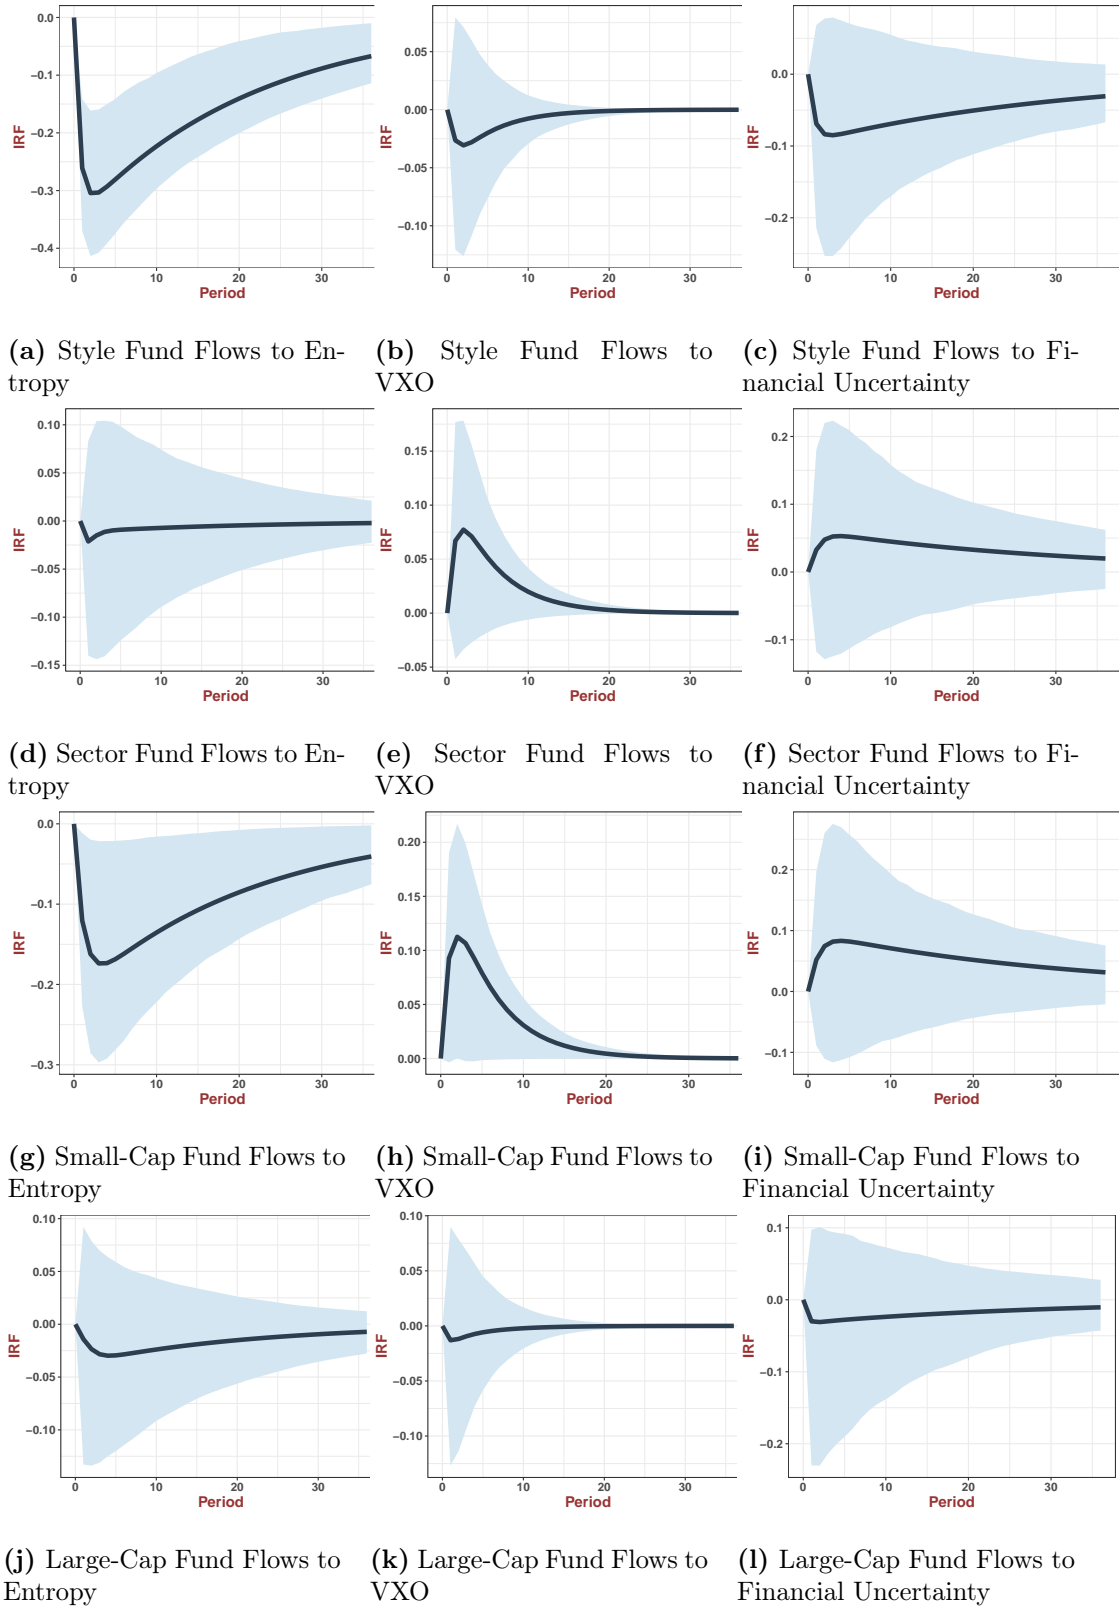 0.0
−0.1
−0.2
−0.3
−0.4
IRF
0 10 20 30
Period
0.05
0.00
−0.05
−0.10
IRF
0 10 20 30
Period
0.0
−0.1
−0.2
IRF
0 10 20 30
Period
(a) Style Fund Flows to En-
tropy
(b) Style Fund Flows to
VXO
(c) Style Fund Flows to Fi-
nancial Uncertainty
0.10
0.05
0.00
−0.05
−0.10
−0.15
IRF
0 10 20 30
Period
0.15
0.10
0.05
0.00
−0.05
IRF
0 10 20 30
Period
0.2
0.1
0.0
−0.1
IRF
0 10 20 30
Period
(d) Sector Fund Flows to En-
tropy
(e) Sector Fund Flows to
VXO
(f) Sector Fund Flows to Fi-
nancial Uncertainty
0.0
−0.1
−0.2
−0.3
IRF
0 10 20 30
Period
0.20
0.15
0.10
0.05
0.00
IRF
0 10 20 30
Period
0.2
0.1
0.0
−0.1
IRF
0 10 20 30
Period
(g) Small-Cap Fund Flows to
Entropy
(h) Small-Cap Fund Flows to
VXO
(i) Small-Cap Fund Flows to
Financial Uncertainty
0.10
0.05
0.00
−0.05
−0.10
IRF
0 10 20 30
Period
0.10
0.05
0.00
−0.05
−0.10
IRF
0 10 20 30
Period
0.1
0.0
−0.1
−0.2
IRF
0 10 20 30
Period
(j) Large-Cap Fund Flows to
Entropy
(k) Large-Cap Fund Flows to
VXO
(l) Large-Cap Fund Flows to
Financial Uncertainty